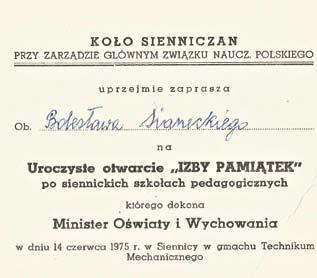 KOŁO SIENNICZAN
PRZY ZARZĄDZIE GŁÓWNYM ZWIĄZKU NAUCZ. POLSKIEGO
uprzejmie zaprasza
Ob. Bolesława Sianeckiego
na
Uroczyste otwarcie „IZBY PAMIĄTEK"
po siennickich szkołach pedagogicznych
którego dokona
Minister Oświaty i Wychowania
w dniu 14 czerwca 1975 r. w Siennicy w gmachu Technikum
Mechanicznego